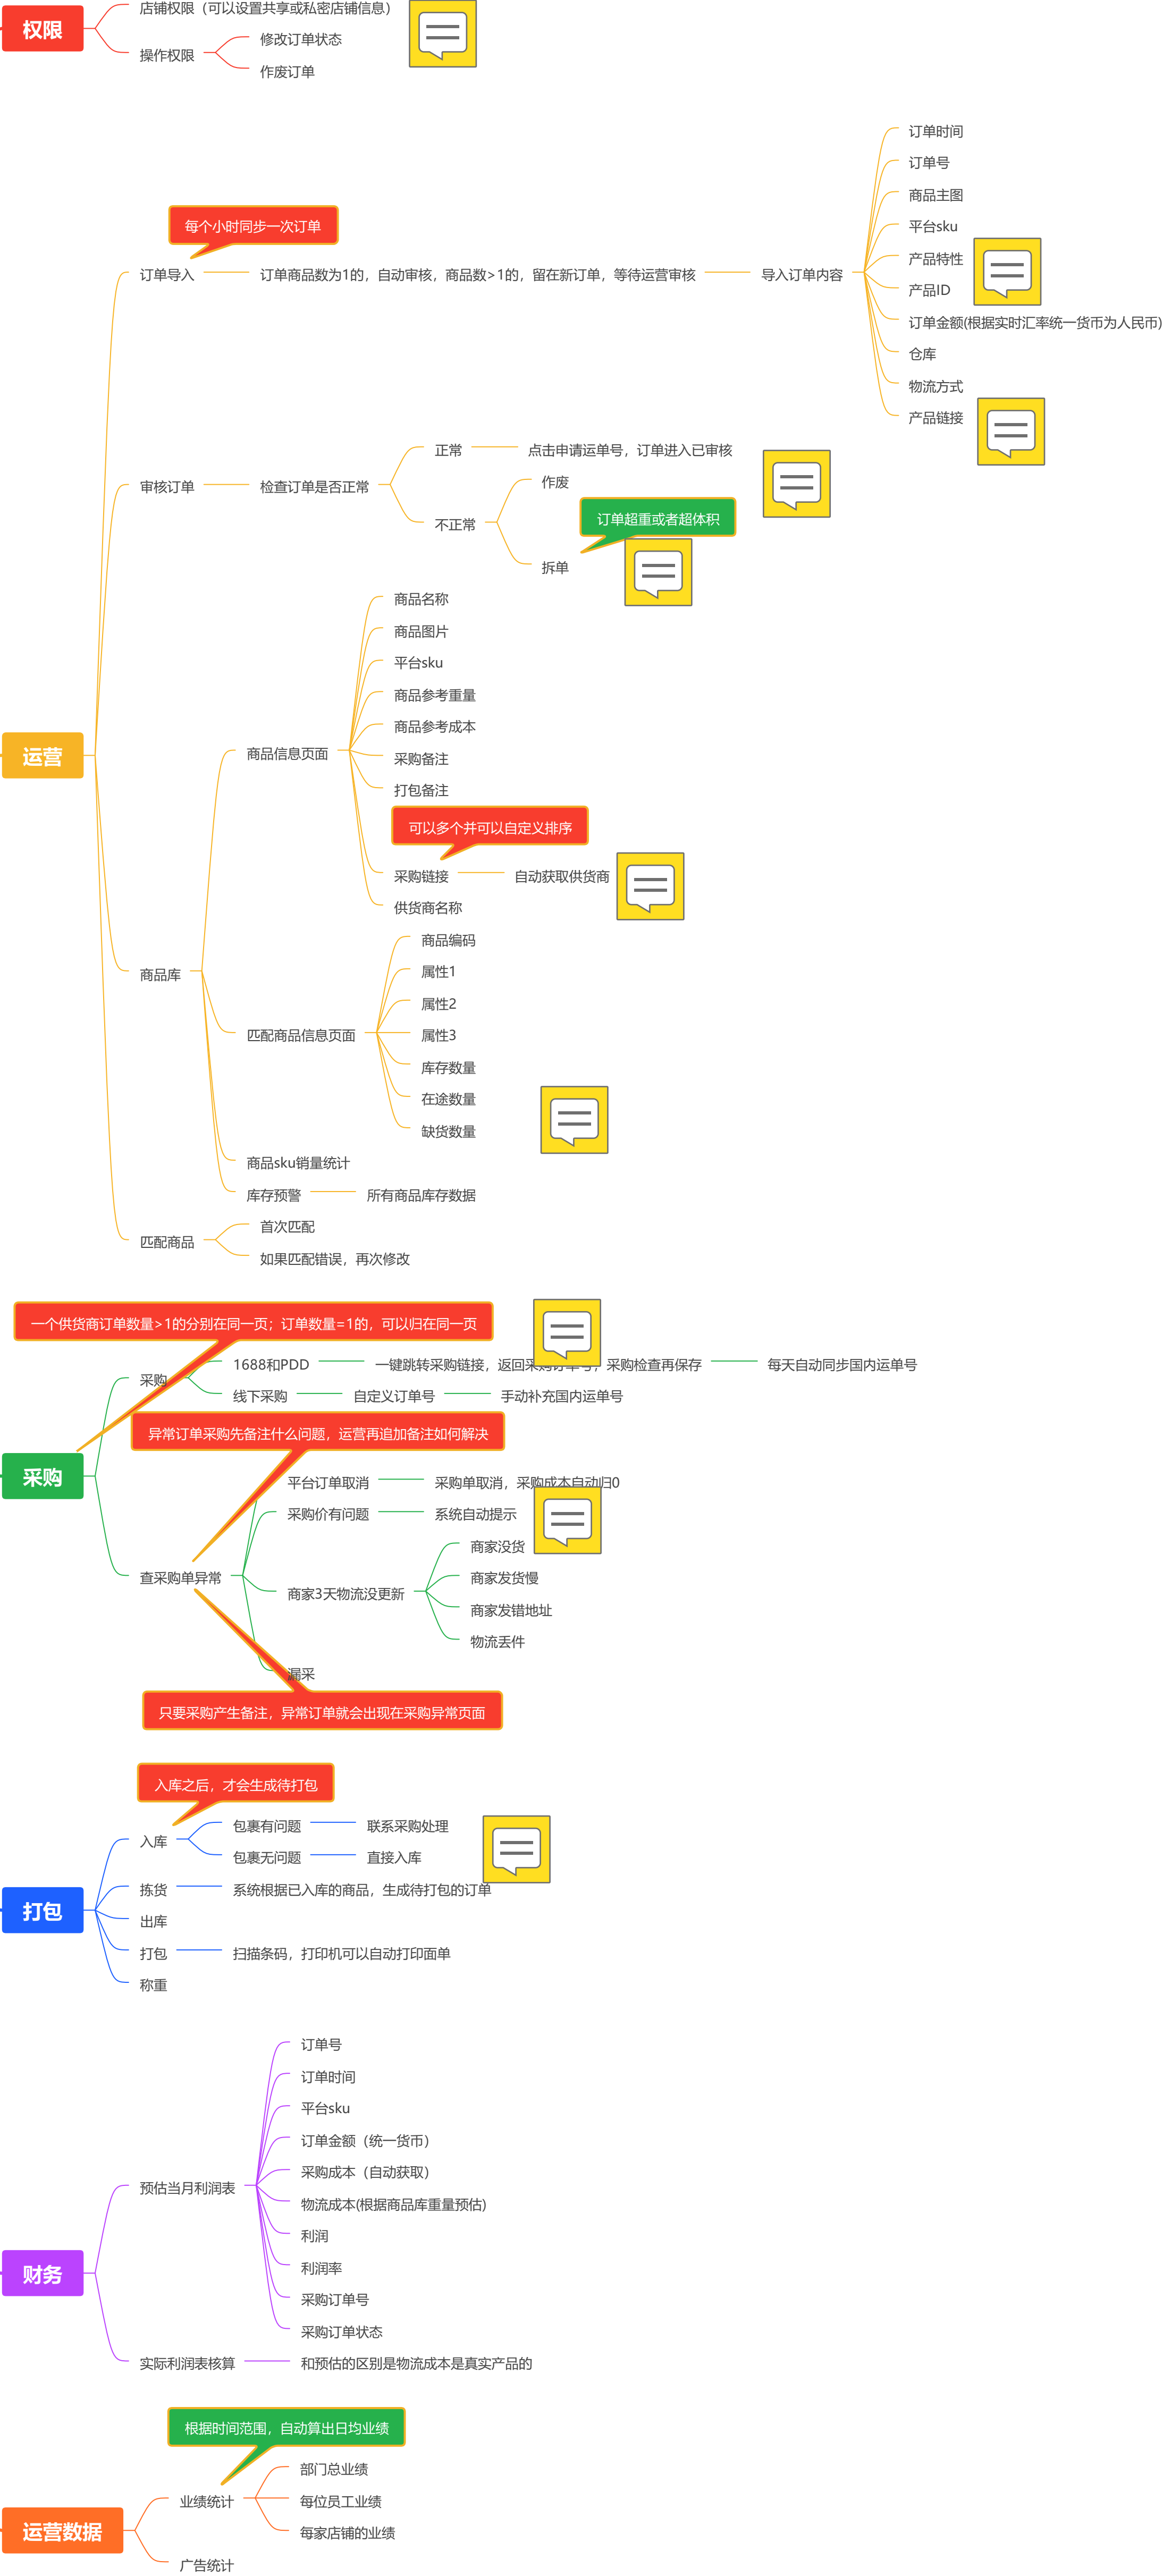 权限
店铺权限（可以设置共享或私密店铺信息）
操作权限
修改订单状态
作废订单
运营
每个小时同步一次订单
订单导入
订单商品数为1的，自动审核，商品数>1的，留在新订单，等待运营审核
导入订单内容
订单时间
订单号
商品主图
平台sku
产品特性
产品ID
订单金额(根据实时汇率统一货币为人民币)
仓库
物流方式
产品链接
审核订单
检查订单是否正常
正常
点击申请运单号，订单进入已审核
不正常
作废
订单超重或者超体积
拆单
商品库
商品信息页面
商品名称
商品图片
平台sku
商品参考重量
商品参考成本
采购备注
打包备注
可以多个并可以自定义排序
采购链接
自动获取供货商
供货商名称
匹配商品信息页面
商品编码
属性1
属性2
属性3
库存数量
在途数量
缺货数量
商品sku销量统计
库存预警
所有商品库存数据
匹配商品
首次匹配
如果匹配错误，再次修改
采购
一个供货商订单数量>1的分别在同一页；订单数量=1的，可以归在同一页
采购
1688和PDD
一键跳转采购链接，返回采购订单号，采购检查再保存
每天自动同步国内运单号
线下采购
自定义订单号
手动补充国内运单号
异常订单采购先备注什么问题，运营再追加备注如何解决
查采购单异常
平台订单取消
采购单取消，采购成本自动归0
采购价有问题
系统自动提示
商家3天物流没更新
商家没货
商家发货慢
商家发错地址
物流丢件
漏采
只要采购产生备注，异常订单就会出现在采购异常页面
打包
入库之后，才会生成待打包
入库
包裹有问题
联系采购处理
包裹无问题
直接入库
拣货
系统根据已入库的商品，生成待打包的订单
出库
打包
扫描条码，打印机可以自动打印面单
称重
财务
预估当月利润表
订单号
订单时间
平台sku
订单金额（统一货币）
采购成本（自动获取）
物流成本(根据商品库重量预估)
利润
利润率
采购订单号
采购订单状态
实际利润表核算
和预估的区别是物流成本是真实产品的
运营数据
根据时间范围，自动算出日均业绩
业绩统计
部门总业绩
每位员工业绩
每家店铺的业绩
广告统计